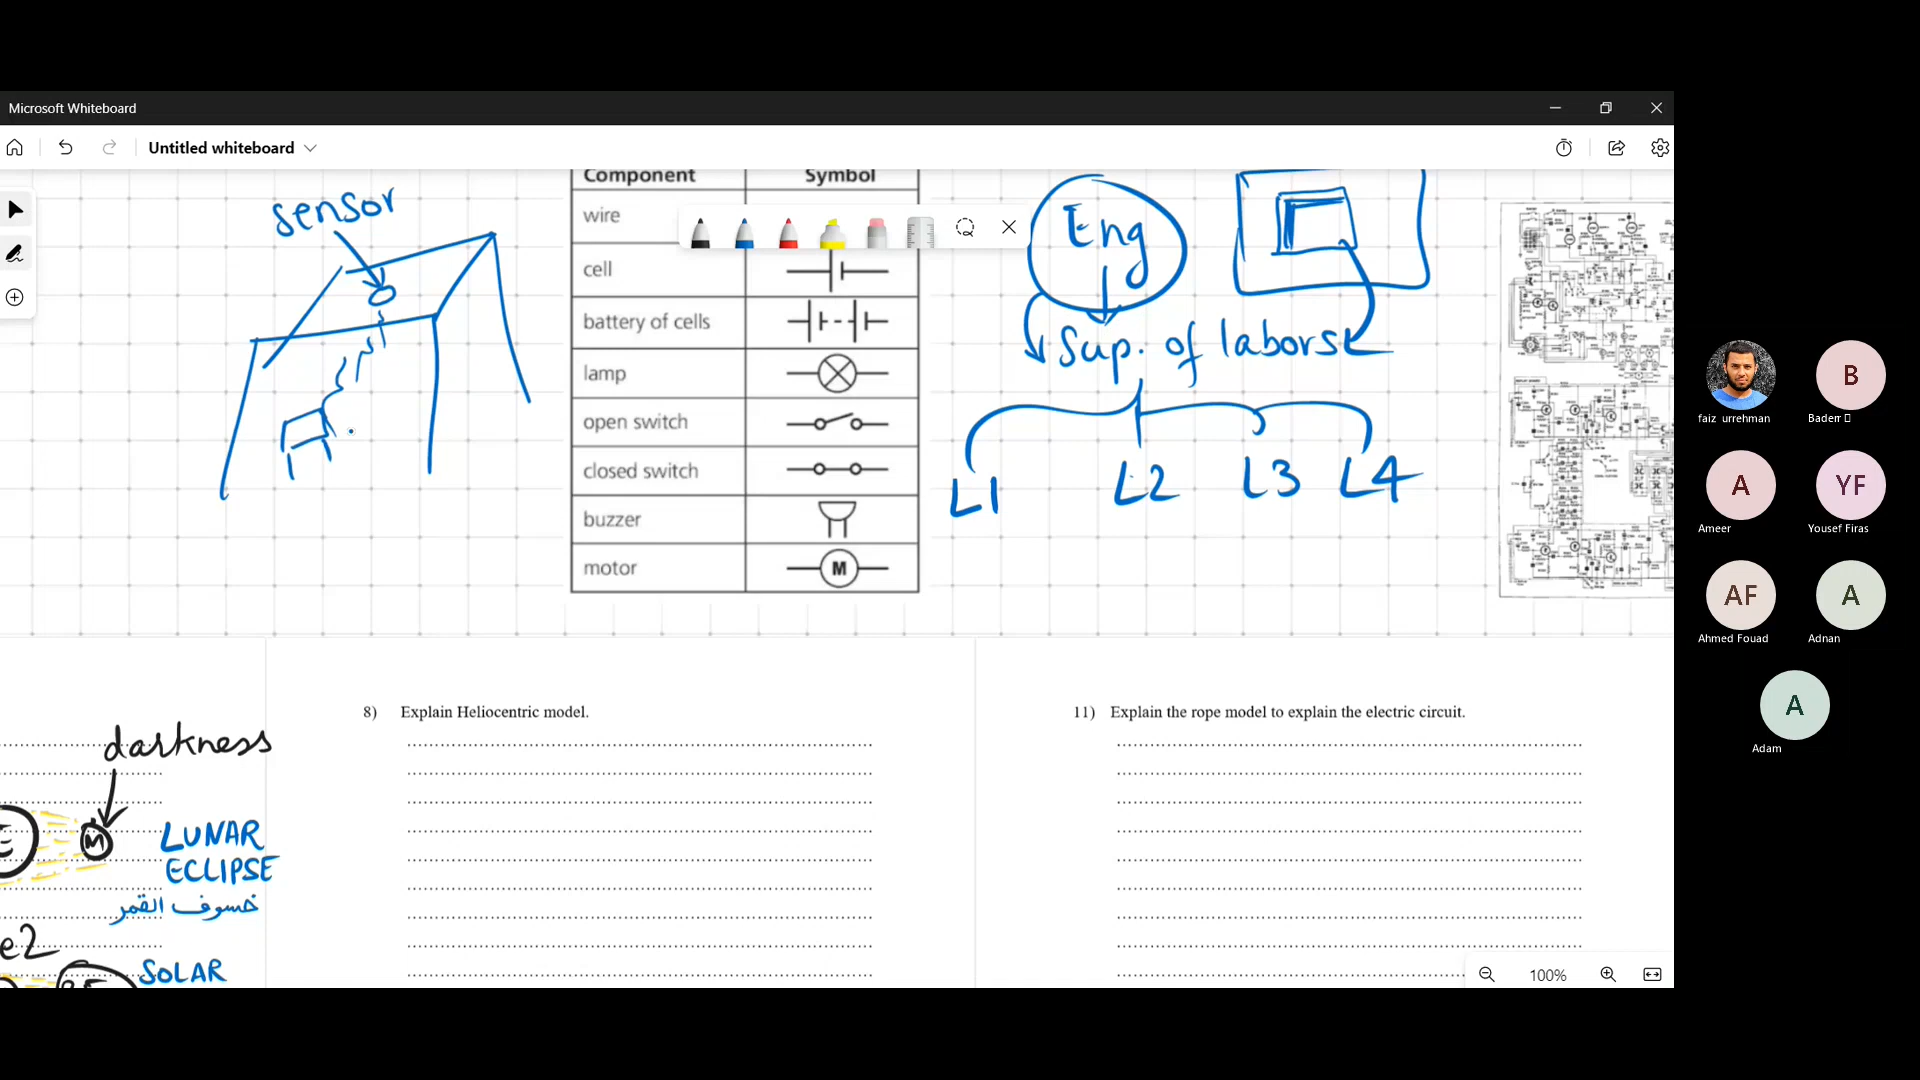 Microsoft Whiteboard
Untitled whiteboard
sensor
Component Symbol
wire
cell
battery of cells
lamp
open switch
closed switch
buzzer
motor M
Eng
Sup. of labors
L1 L2 L3 L4
8) Explain Heliocentric model.
11) Explain the rope model to explain the electric circuit.
darkness
E M
LUNAR
ECLIPSE
خسوف القمر
e2
SOLAR
100%
faiz urrehman
B
Baderr
A
Ameer
YF
Yousef Firas
AF
Ahmed Fouad
A
Adnan
A
Adam